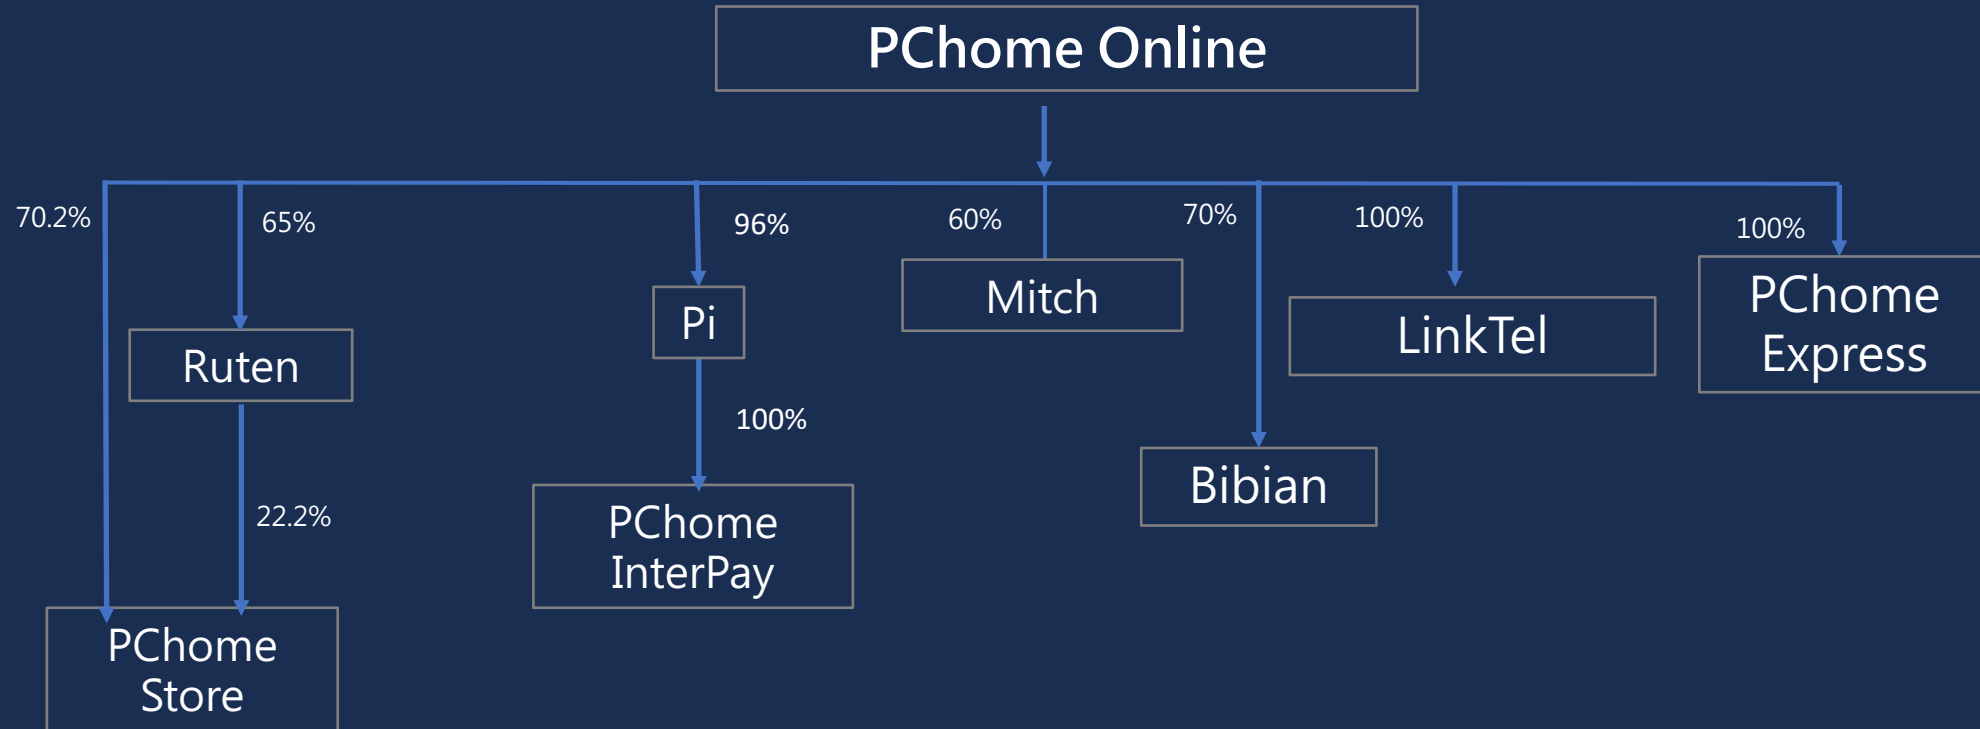 PChome Online
70.2%
65%
96%
60%
70%
100%
100%
Ruten
Pi
Mitch
LinkTel
PChome
Express
100%
22.2%
PChome
InterPay
Bibian
PChome
Store